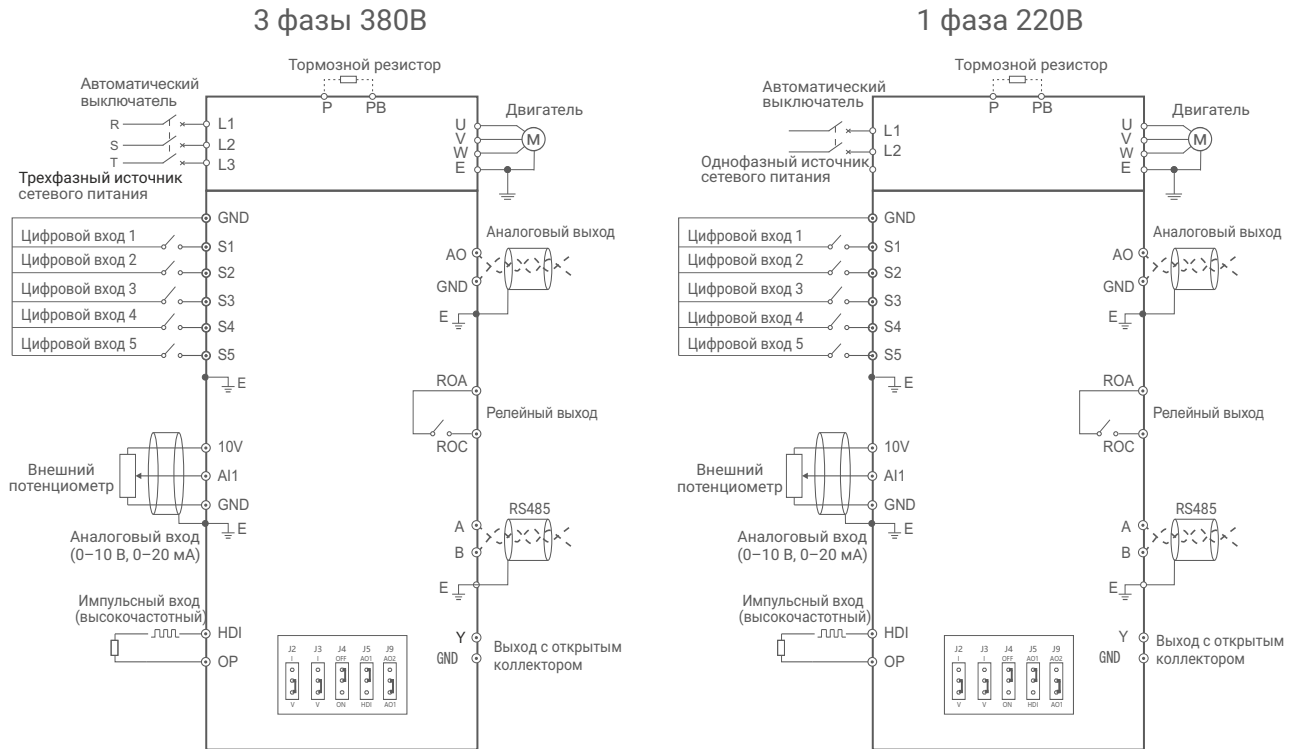 3 фазы 380В
Тормозной резистор
Автоматический
выключатель
P PB
Двигатель
R L1
S L2
T L3
U
V
W
E
M
Трехфазный источник
сетевого питания
GND
Цифровой вход 1 S1
Цифровой вход 2 S2
Цифровой вход 3 S3
Цифровой вход 4 S4
Цифровой вход 5 S5
E
Аналоговый выход
AO
GND
E
ROA
Релейный выход
ROC
10V
Внешний
потенциометр
AI1
GND
E
Аналоговый вход
(0–10 В, 0–20 мА)
RS485
A
B
E
Импульсный вход
(высокочастотный)
HDI
OP
J2 J3 J4 J5 J9
I I OFF AO1 AO2
V V ON HDI AO1
Y
GND
Выход с открытым
коллектором
1 фаза 220В
Тормозной резистор
Автоматический
выключатель
P PB
Двигатель
L1
L2
U
V
W
E
M
Однофазный источник
сетевого питания
GND
Цифровой вход 1 S1
Цифровой вход 2 S2
Цифровой вход 3 S3
Цифровой вход 4 S4
Цифровой вход 5 S5
E
Аналоговый выход
AO
GND
E
ROA
Релейный выход
ROC
10V
Внешний
потенциометр
AI1
GND
E
Аналоговый вход
(0–10 В, 0–20 мА)
RS485
A
B
E
Импульсный вход
(высокочастотный)
HDI
OP
J2 J3 J4 J5 J9
I I OFF AO1 AO2
V V ON HDI AO1
Y
GND
Выход с открытым
коллектором